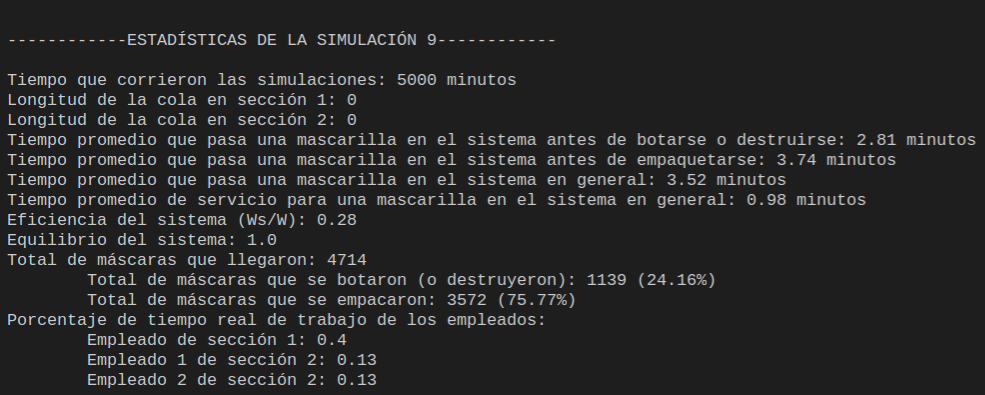 ------------ESTADÍSTICAS DE LA SIMULACIÓN 9------------
Tiempo que corrieron las simulaciones: 5000 minutos
Longitud de la cola en sección 1: 0
Longitud de la cola en sección 2: 0
Tiempo promedio que pasa una mascarilla en el sistema antes de botarse o destruirse: 2.81 minutos
Tiempo promedio que pasa una mascarilla en el sistema antes de empaquetarse: 3.74 minutos
Tiempo promedio que pasa una mascarilla en el sistema en general: 3.52 minutos
Tiempo promedio de servicio para una mascarilla en el sistema en general: 0.98 minutos
Eficiencia del sistema (Ws/W): 0.28
Equilibrio del sistema: 1.0
Total de máscaras que llegaron: 4714
Total de máscaras que se botaron (o destruyeron): 1139 (24.16%)
Total de máscaras que se empacaron: 3572 (75.77%)
Porcentaje de tiempo real de trabajo de los empleados:
Empleado de sección 1: 0.4
Empleado 1 de sección 2: 0.13
Empleado 2 de sección 2: 0.13